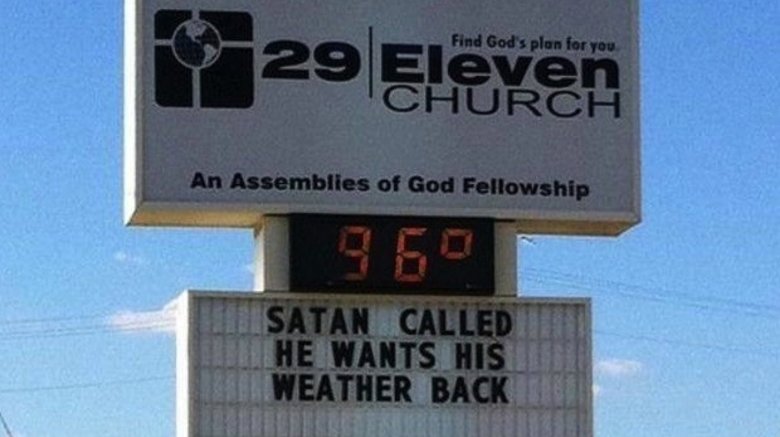 Find God's plan for you.
29 Eleven
CHURCH
An Assemblies of God Fellowship
96°
SATAN CALLED
HE WANTS HIS
WEATHER BACK